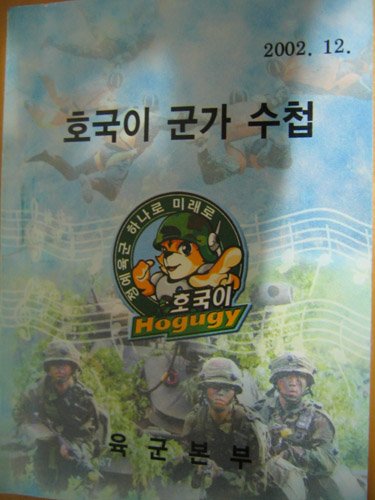 2002. 12.
호국이 군가 수첩
정예육군 하나로 미래로
호국이
Hogugy
육군본부